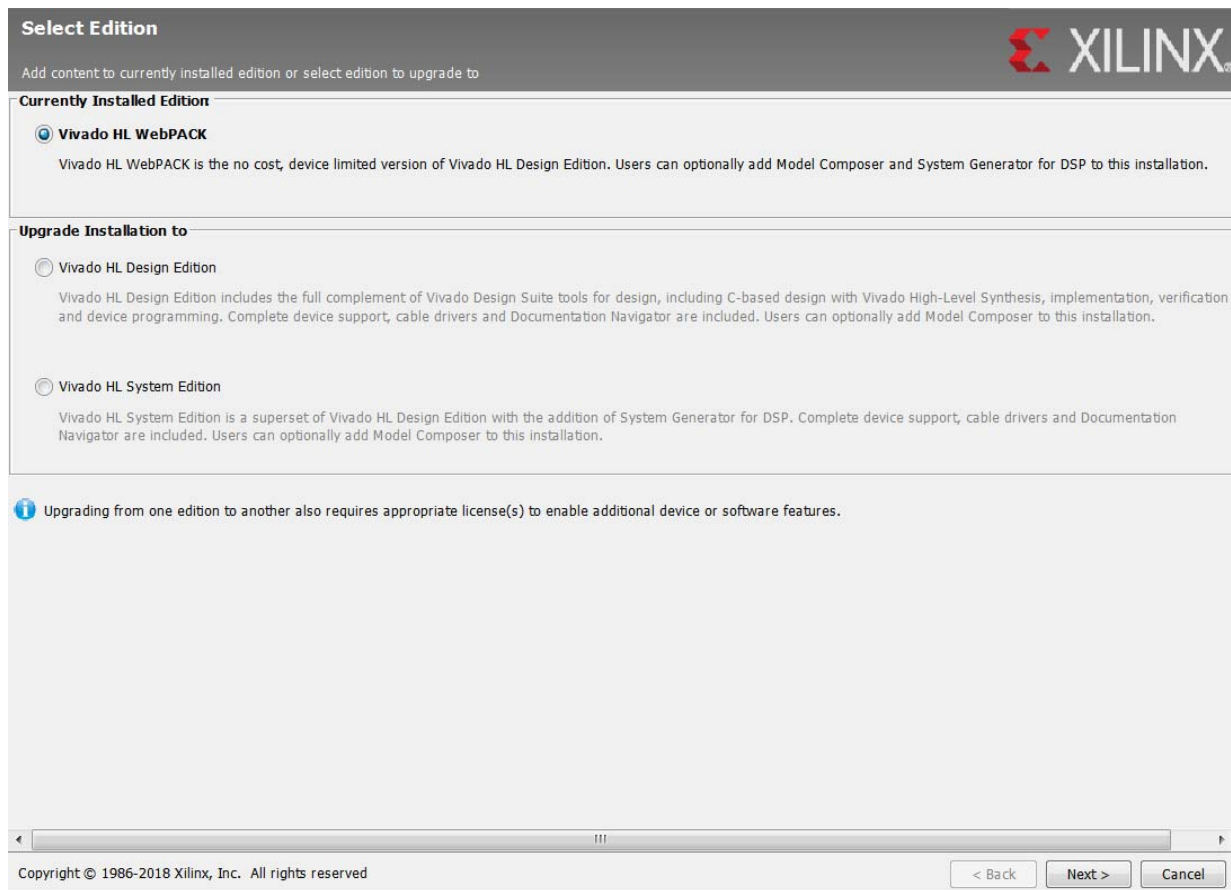 Select Edition
XILINX
Add content to currently installed edition or select edition to upgrade to
Currently Installed Edition
Vivado HL WebPACK
Vivado HL WebPACK is the no cost, device limited version of Vivado HL Design Edition. Users can optionally add Model Composer and System Generator for DSP to this installation.
Upgrade Installation to
Vivado HL Design Edition
Vivado HL Design Edition includes the full complement of Vivado Design Suite tools for design, including C-based design with Vivado High-Level Synthesis, implementation, verification
and device programming. Complete device support, cable drivers and Documentation Navigator are included. Users can optionally add Model Composer to this installation.
Vivado HL System Edition
Vivado HL System Edition is a superset of Vivado HL Design Edition with the addition of System Generator for DSP. Complete device support, cable drivers and Documentation
Navigator are included. Users can optionally add Model Composer to this installation.
Upgrading from one edition to another also requires appropriate license(s) to enable additional device or software features.
Copyright © 1986-2018 Xilinx, Inc. All rights reserved
< Back Next > Cancel